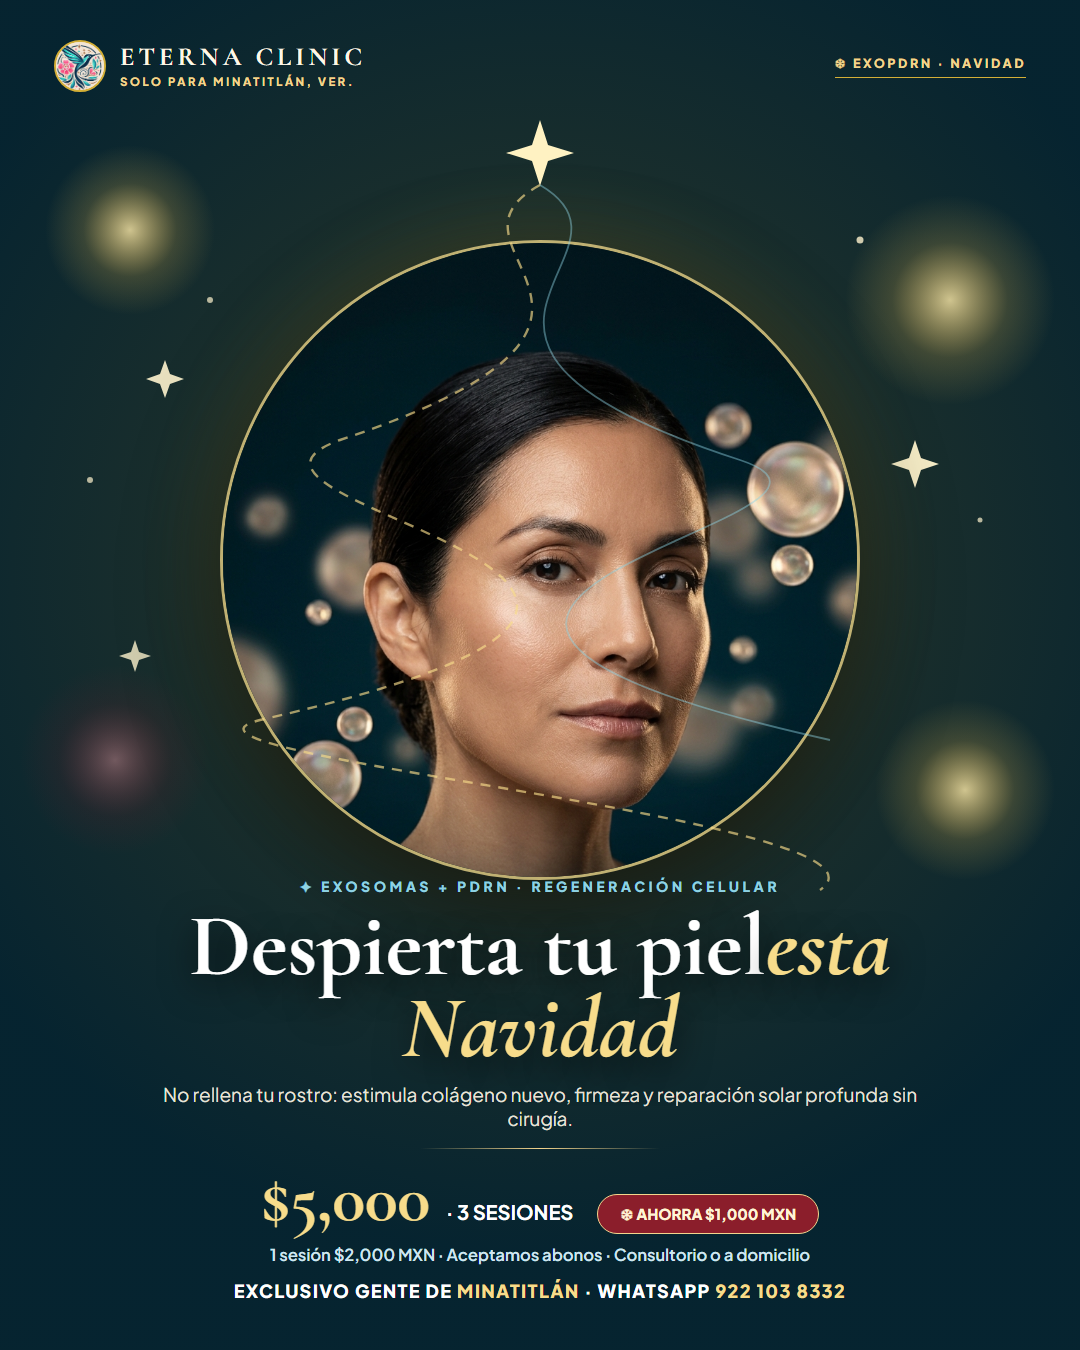 ETERNA CLINIC
SOLO PARA MINATITLÁN, VER.
❄ EXOPDRN · NAVIDAD
✦ EXOSOMAS + PDRN · REGENERACIÓN CELULAR
Despierta tu pielesta
Navidad
No rellena tu rostro: estimula colágeno nuevo, firmeza y reparación solar profunda sin
cirugía.
$5,000 · 3 SESIONES ❄ AHORRA $1,000 MXN
1 sesión $2,000 MXN · Aceptamos abonos · Consultorio o a domicilio
EXCLUSIVO GENTE DE MINATITLÁN · WHATSAPP 922 103 8332